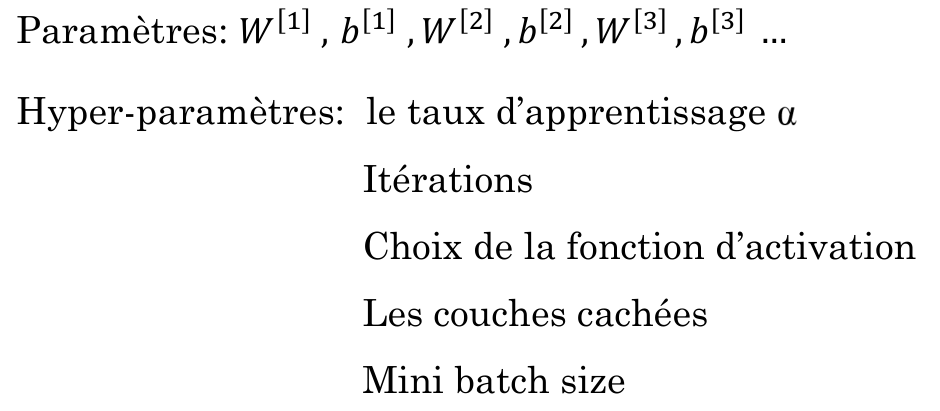 Paramètres: W[1] , b[1] ,W[2] ,b[2] ,W[3] ,b[3] ...
Hyper-paramètres: le taux d’apprentissage α
Itérations
Choix de la fonction d’activation
Les couches cachées
Mini batch size